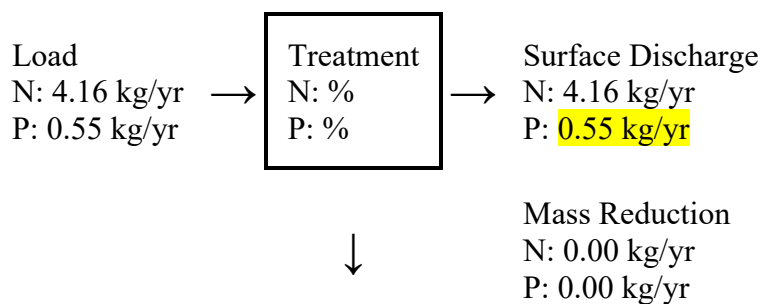 Load
N: 4.16 kg/yr
P: 0.55 kg/yr
→
Treatment
N: %
P: %
→
Surface Discharge
N: 4.16 kg/yr
P: 0.55 kg/yr
Mass Reduction
N: 0.00 kg/yr
P: 0.00 kg/yr
↓